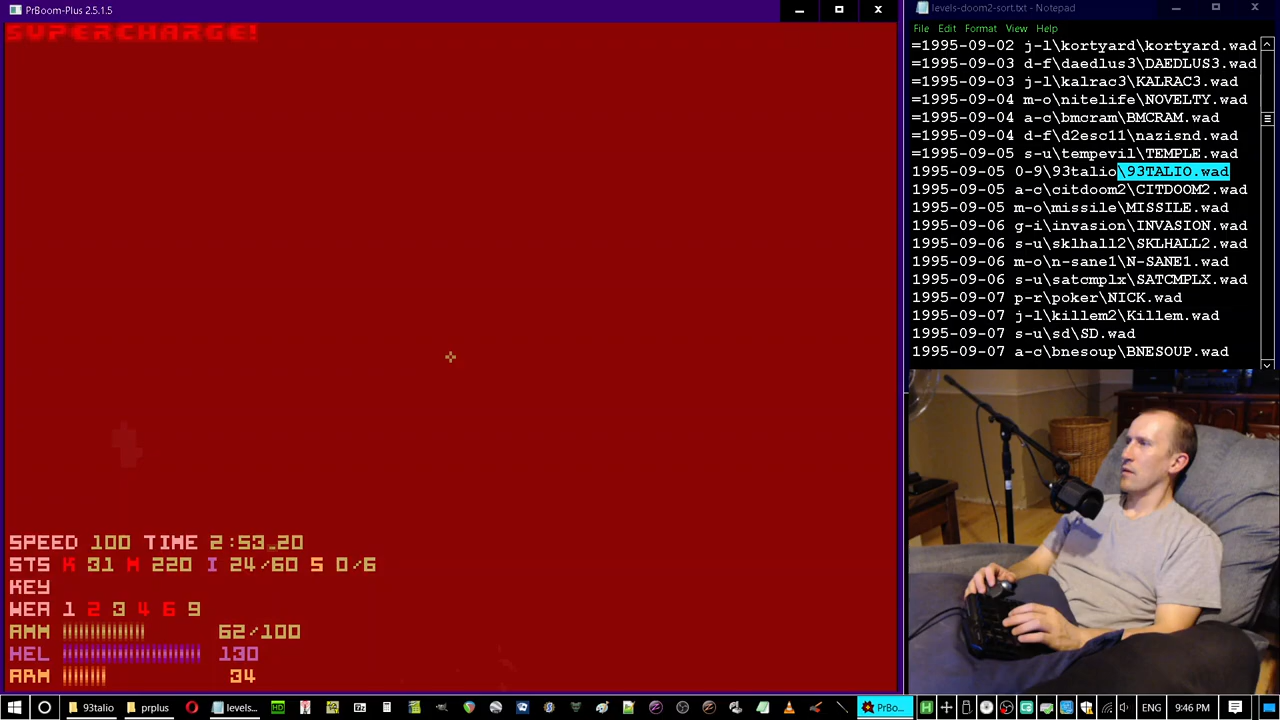 PrBoom-Plus 2.5.1.5
SUPERCHARGE!
SPEED 100 TIME 2:53.20
STS K 31 M 220 I 24/60 S 0/6
KEY
WEA 1 2 3 4 6 9
AMM 62/100
HEL 130
ARM 34
levels-doom2-sort.txt - Notepad
File Edit Format View Help
=1995-09-02 j-l\kortyard\kortyard.wad
=1995-09-03 d-f\daedlus3\DAEDLUS3.wad
=1995-09-03 j-l\kalrac3\KALRAC3.wad
=1995-09-04 m-o\nitelife\NOVELTY.wad
=1995-09-04 a-c\bmcram\BMCRAM.wad
=1995-09-04 d-f\d2esc11\nazisnd.wad
=1995-09-05 s-u\tempevil\TEMPLE.wad
1995-09-05 0-9\93talio\93TALIO.wad
1995-09-05 a-c\citdoom2\CITDOOM2.wad
1995-09-05 m-o\missile\MISSILE.wad
1995-09-06 g-i\invasion\INVASION.wad
1995-09-06 s-u\sklhall2\SKLHALL2.wad
1995-09-06 m-o\n-sane1\N-SANE1.wad
1995-09-06 s-u\satcmplx\SATCMPLX.wad
1995-09-07 p-r\poker\NICK.wad
1995-09-07 j-l\killem2\Killem.wad
1995-09-07 s-u\sd\SD.wad
1995-09-07 a-c\bnesoup\BNESOUP.wad
93talio prplus levels... PrBo... ENG 9:46 PM